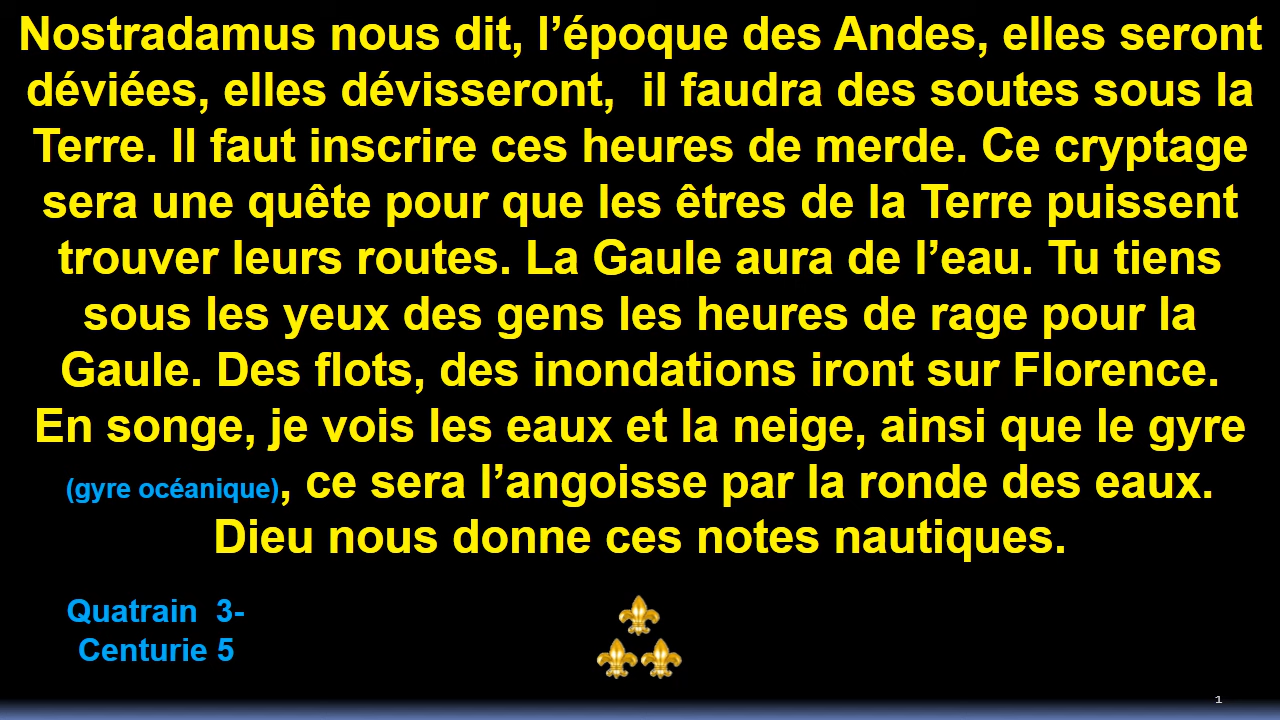 Nostradamus nous dit, l’époque des Andes, elles seront
déviées, elles dévisseront,  il faudra des soutes sous la
Terre. Il faut inscrire ces heures de merde. Ce cryptage
sera une quête pour que les êtres de la Terre puissent
trouver leurs routes. La Gaule aura de l’eau. Tu tiens
sous les yeux des gens les heures de rage pour la
Gaule. Des flots, des inondations iront sur Florence.
En songe, je vois les eaux et la neige, ainsi que le gyre
(gyre océanique), ce sera l’angoisse par la ronde des eaux.
Dieu nous donne ces notes nautiques.
Quatrain  3-
Centurie 5
1